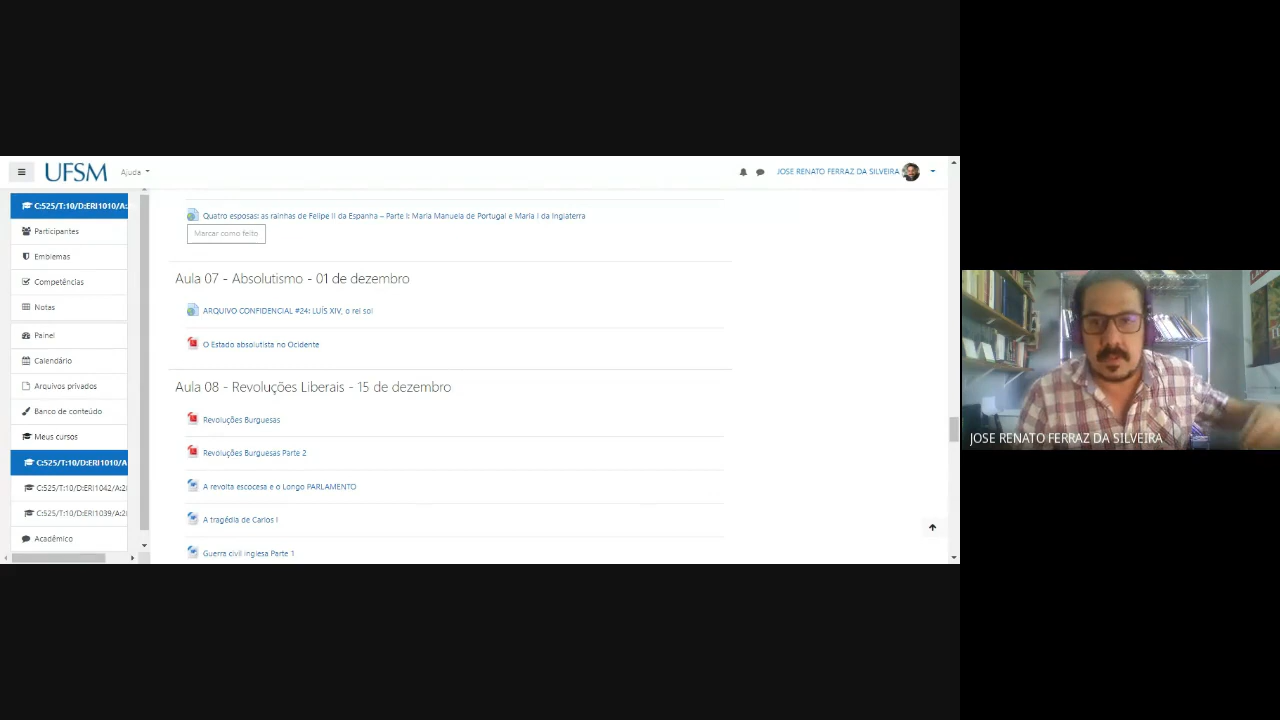 UFSM
Ajuda
JOSE RENATO FERRAZ DA SILVEIRA
C:525/T:10/D:ERI1010/A:
Participantes
Emblemas
Competências
Notas
Painel
Calendário
Arquivos privados
Banco de conteúdo
Meus cursos
C:525/T:10/D:ERI1010/A
C:525/T:10/D:ERI1042/A:2
C:525/T:10/D:ERI1039/A:2
Acadêmico
Quatro esposas: as rainhas de Felipe II da Espanha – Parte I: Maria Manuela de Portugal e Maria I da Inglaterra
Marcar como feito
Aula 07 - Absolutismo - 01 de dezembro
ARQUIVO CONFIDENCIAL #24: LUÍS XIV, o rei sol
O Estado absolutista no Ocidente
Aula 08 - Revoluções Liberais - 15 de dezembro
Revoluções Burguesas
Revoluções Burguesas Parte 2
A revolta escocesa e o Longo PARLAMENTO
A tragédia de Carlos I
Guerra civil inglesa Parte 1
JOSE RENATO FERRAZ DA SILVEIRA